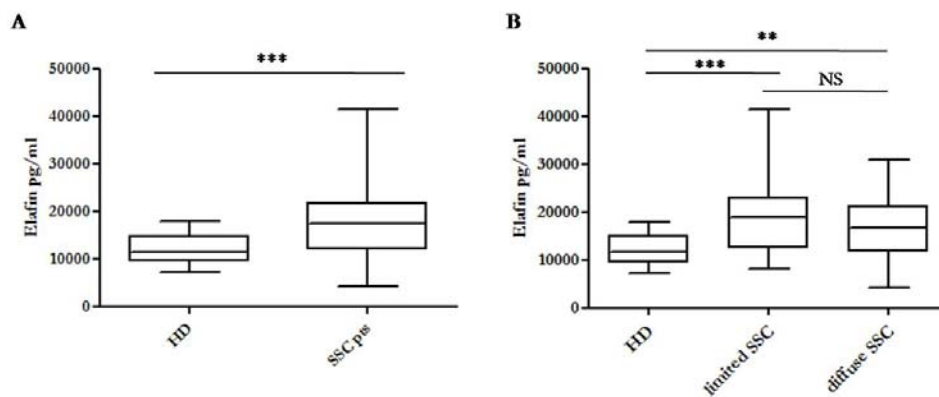 A
***
50000
40000
30000
20000
10000
0
Elafin pg/ml
HD
SSC pts
B
**
***
NS
50000
40000
30000
20000
10000
0
Elafin pg/ml
HD
limited SSC
diffuse SSC